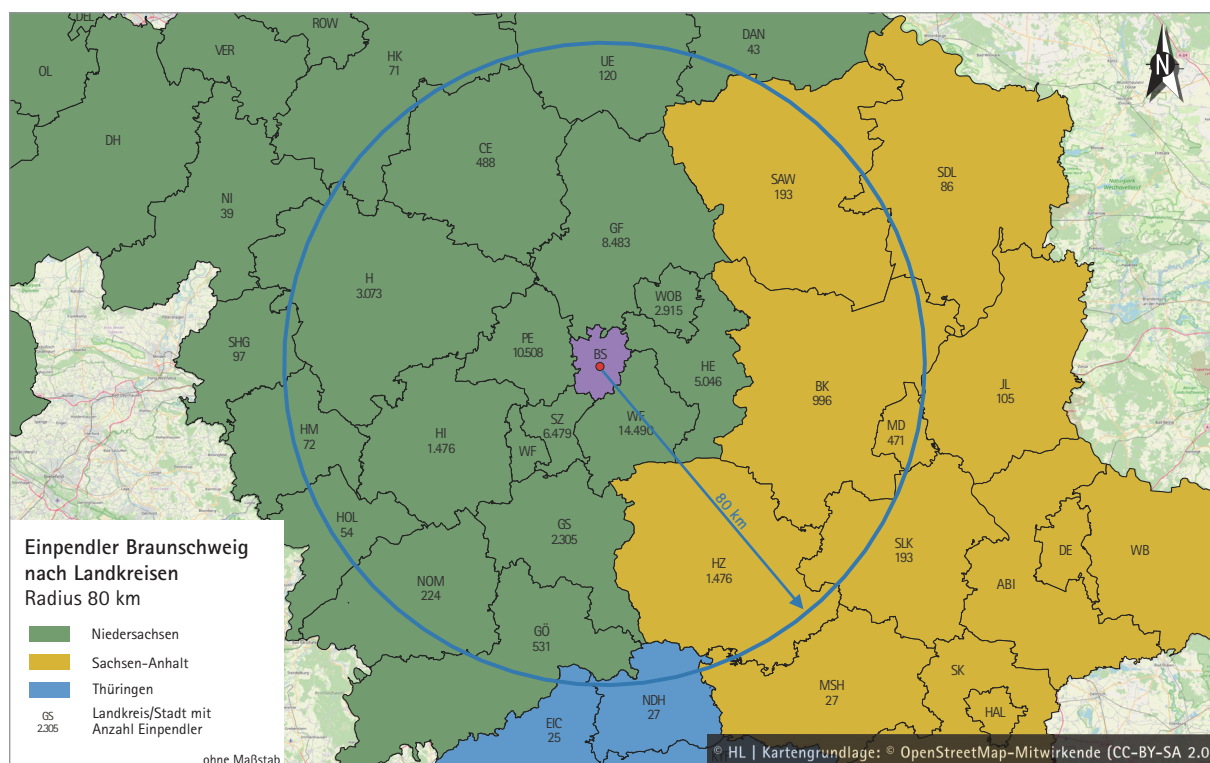 DEL
ROW
VER
OL
HK
71
UE
120
DAN
43
N
DH
CE
488
SAW
193
SDL
86
NI
39
GF
8.483
H
3.073
WOB
2.915
SHG
97
PE
10.508
BS
HE
5.046
BK
996
JL
105
HM
72
HI
1.476
SZ
6.479
WF
WF
14.490
MD
471
80 km
HOL
54
GS
2.305
HZ
1.476
SLK
193
DE
WB
ABI
NOM
224
GÖ
531
NDH
27
EIC
25
MSH
27
SK
HAL
Einpendler Braunschweig
nach Landkreisen
Radius 80 km
Niedersachsen
Sachsen-Anhalt
Thüringen
GS
2.305
Landkreis/Stadt mit
Anzahl Einpendler
ohne Maßstab
© HL | Kartengrundlage: © OpenStreetMap-Mitwirkende (CC-BY-SA 2.0